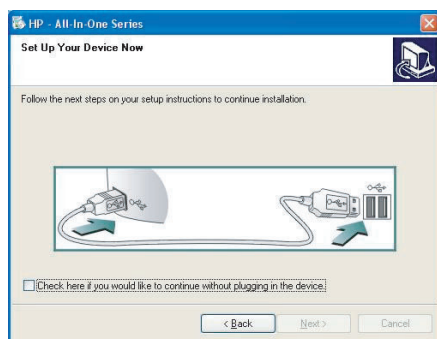 HP - All-In-One Series
Set Up Your Device Now
Follow the next steps on your setup instructions to continue installation.
Check here if you would like to continue without plugging in the device.
< Back Next > Cancel